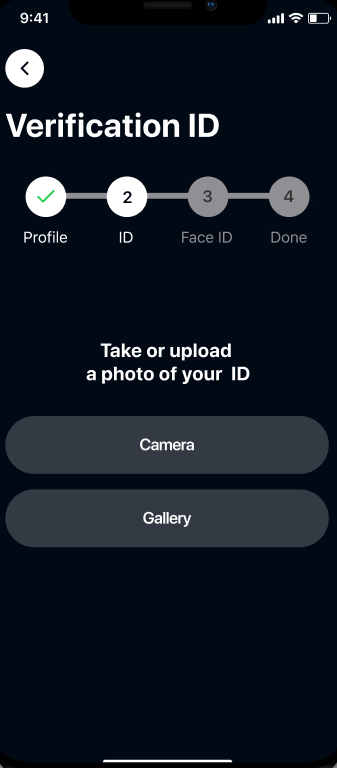 9:41
Verification ID
2
3
4
Profile
ID
Face ID
Done
Take or upload
a photo of your ID
Camera
Gallery